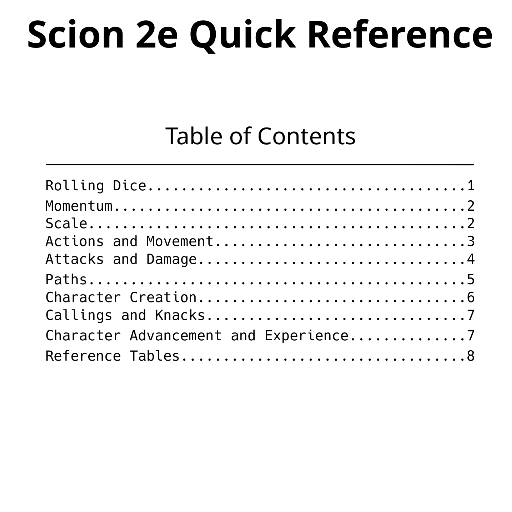 Scion 2e Quick Reference
Table of Contents
Rolling Dice......................................1
Momentum..........................................2
Scale.............................................2
Actions and Movement..............................3
Attacks and Damage................................4
Paths.............................................5
Character Creation................................6
Callings and Knacks...............................7
Character Advancement and Experience..............7
Reference Tables..................................8